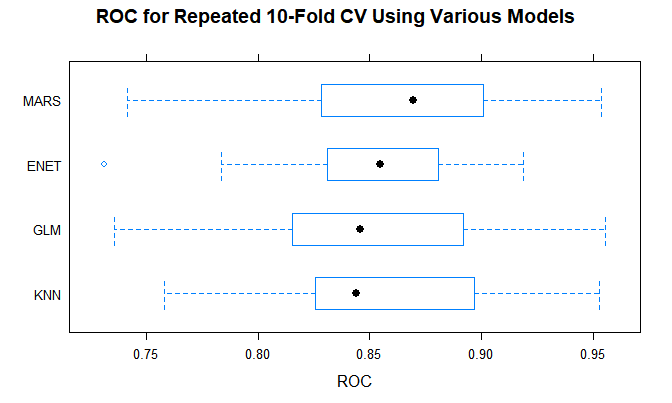 ROC for Repeated 10-Fold CV Using Various Models
MARS
ENET
GLM
KNN
0.75 0.80 0.85 0.90 0.95
ROC